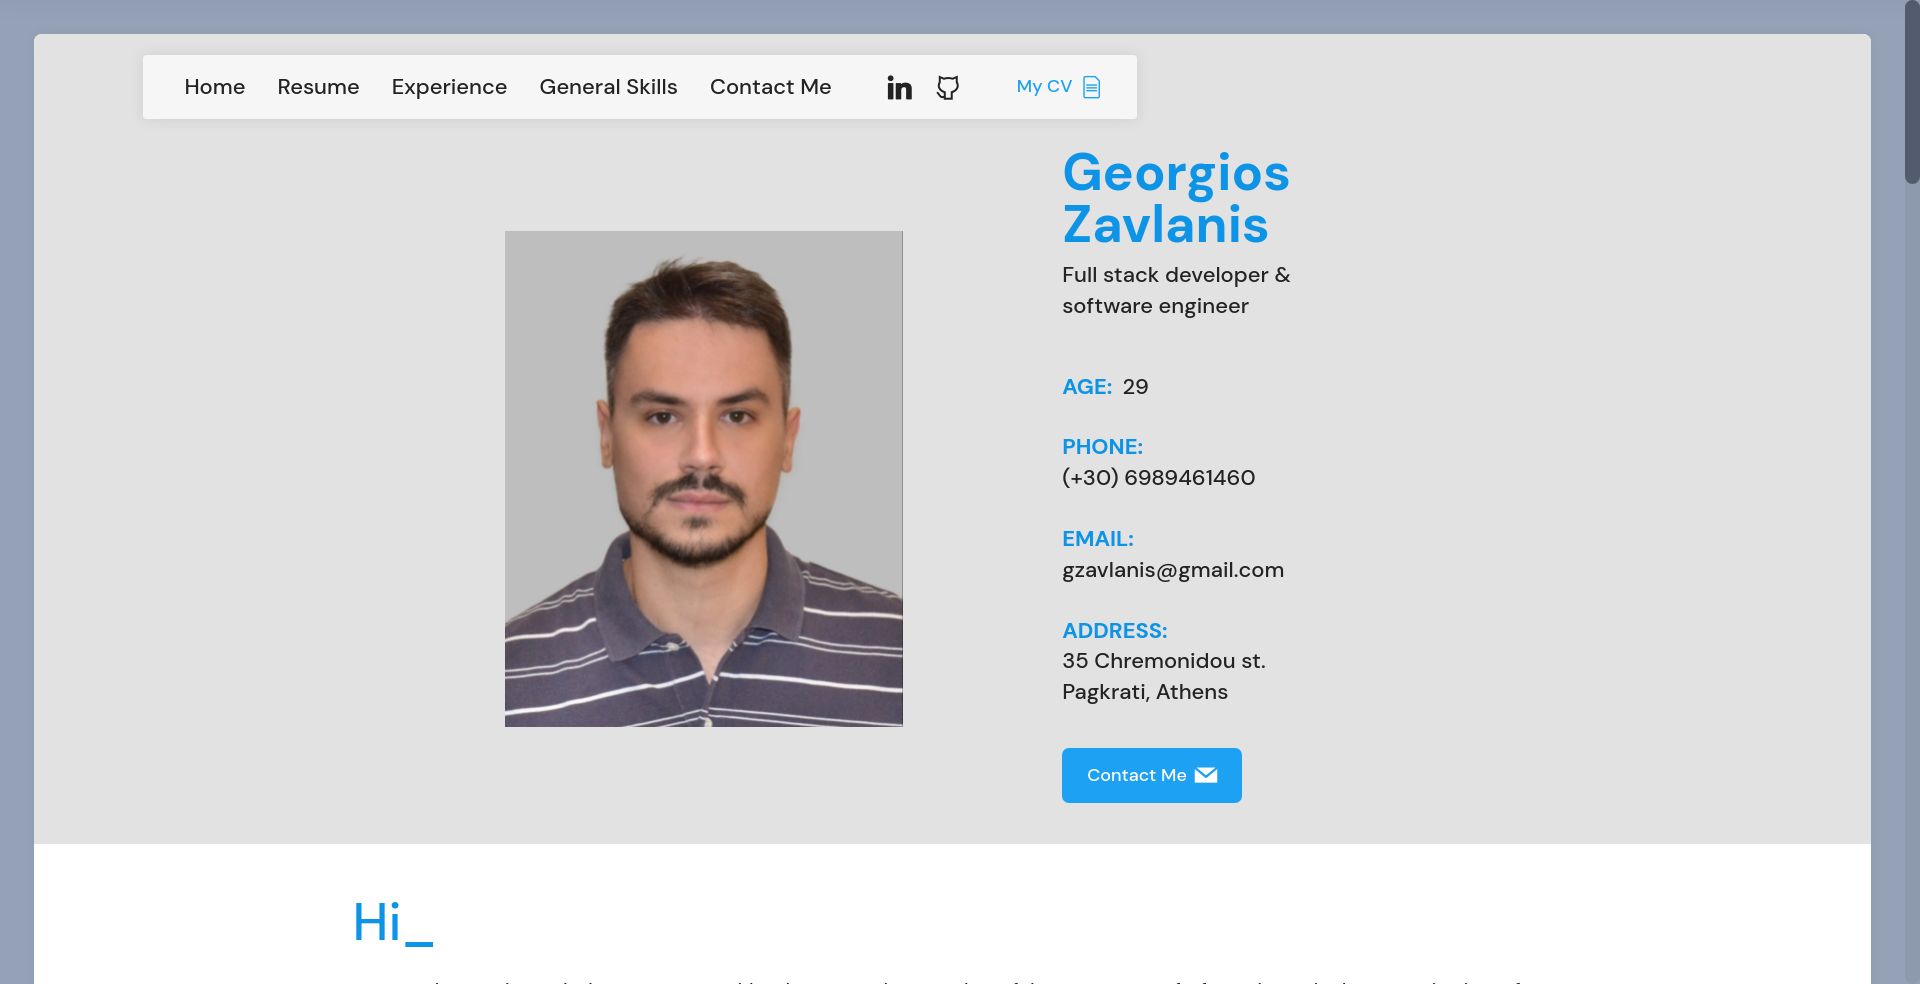 Home Resume Experience General Skills Contact Me in My CV
Georgios
Zavlanis
Full stack developer &
software engineer
AGE: 29
PHONE:
(+30) 6989461460
EMAIL:
gzavlanis@gmail.com
ADDRESS:
35 Chremonidou st.
Pagkrati, Athens
Contact Me
Hi_